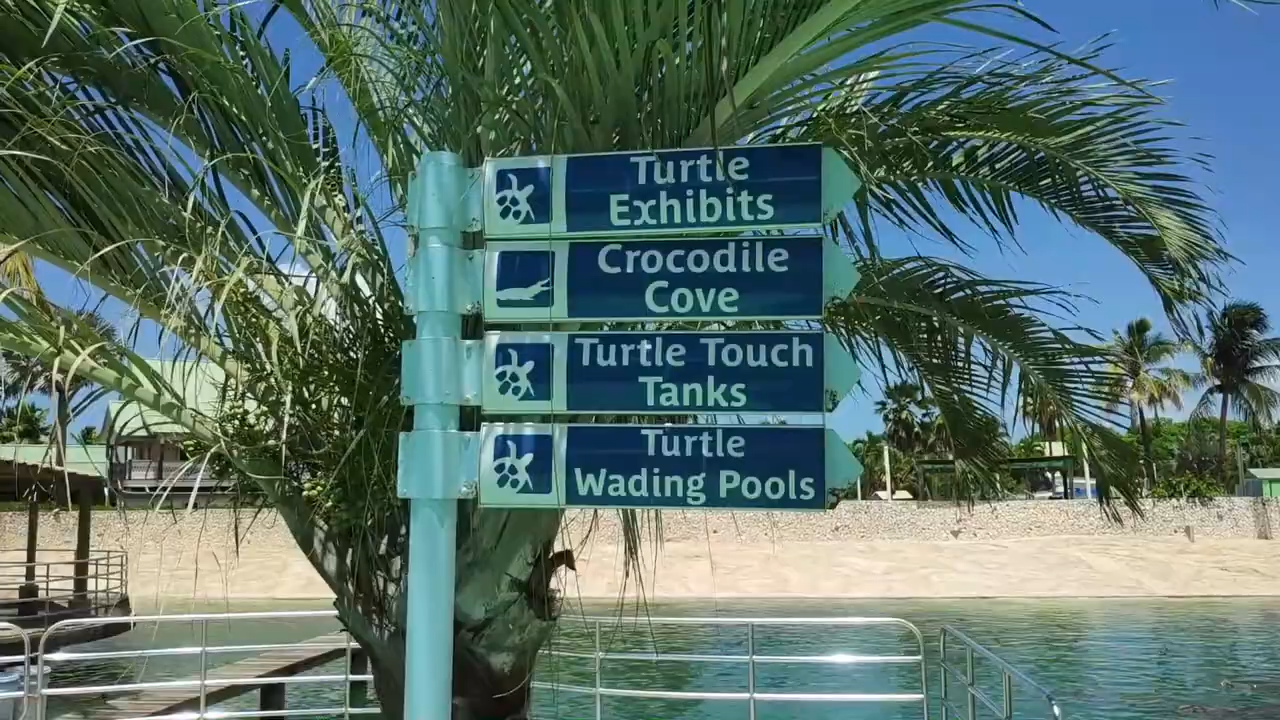 Turtle
Exhibits
Crocodile
Cove
Turtle Touch
Tanks
Turtle
Wading Pools